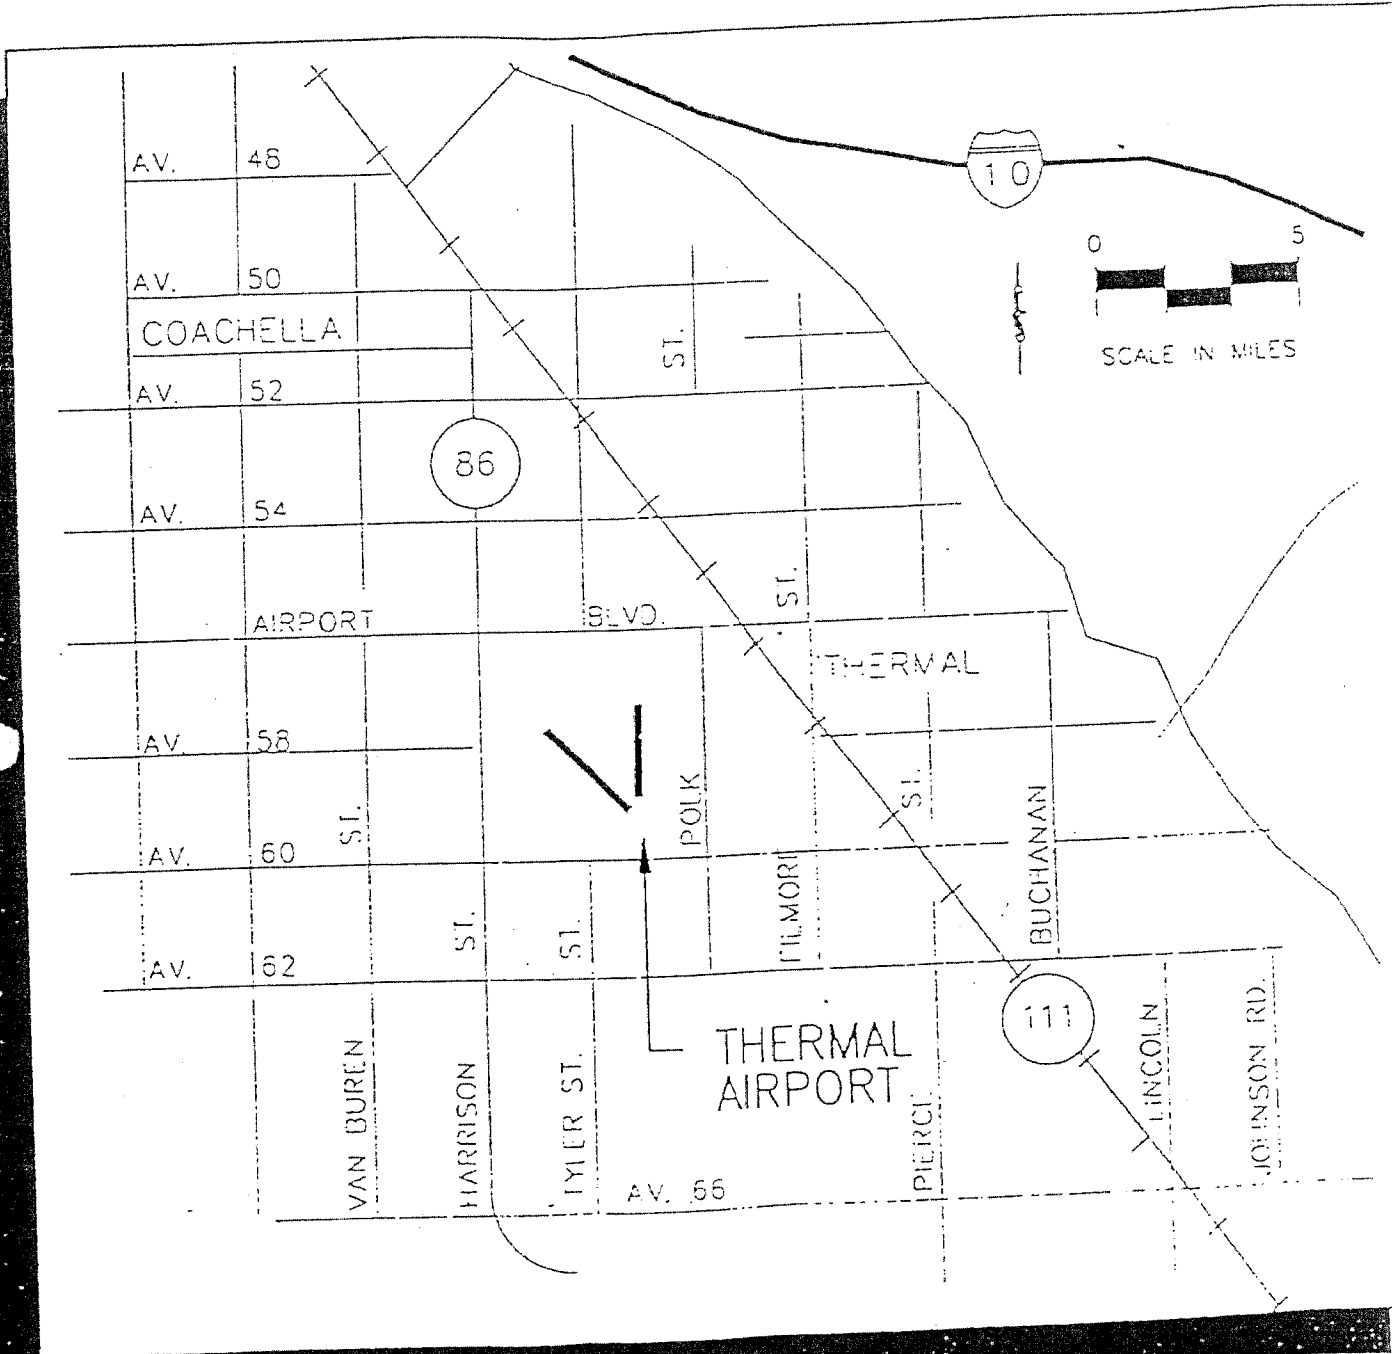 AV. 48
10
0 5
AV. 50
COACHELLA
ST.
SCALE IN MILES
AV. 52
86
AV. 54
ST.
AIRPORT BLVD.
THERMAL
AV. 58
ST.
POLK
ST.
BUCHANAN
AV. 60
FILMORE
ST.
ST.
AV. 62
111
THERMAL
AIRPORT
VAN BUREN
HARRISON
TYLER ST.
PIERCE
LINCOLN
JOHNSON RD.
AV. 66